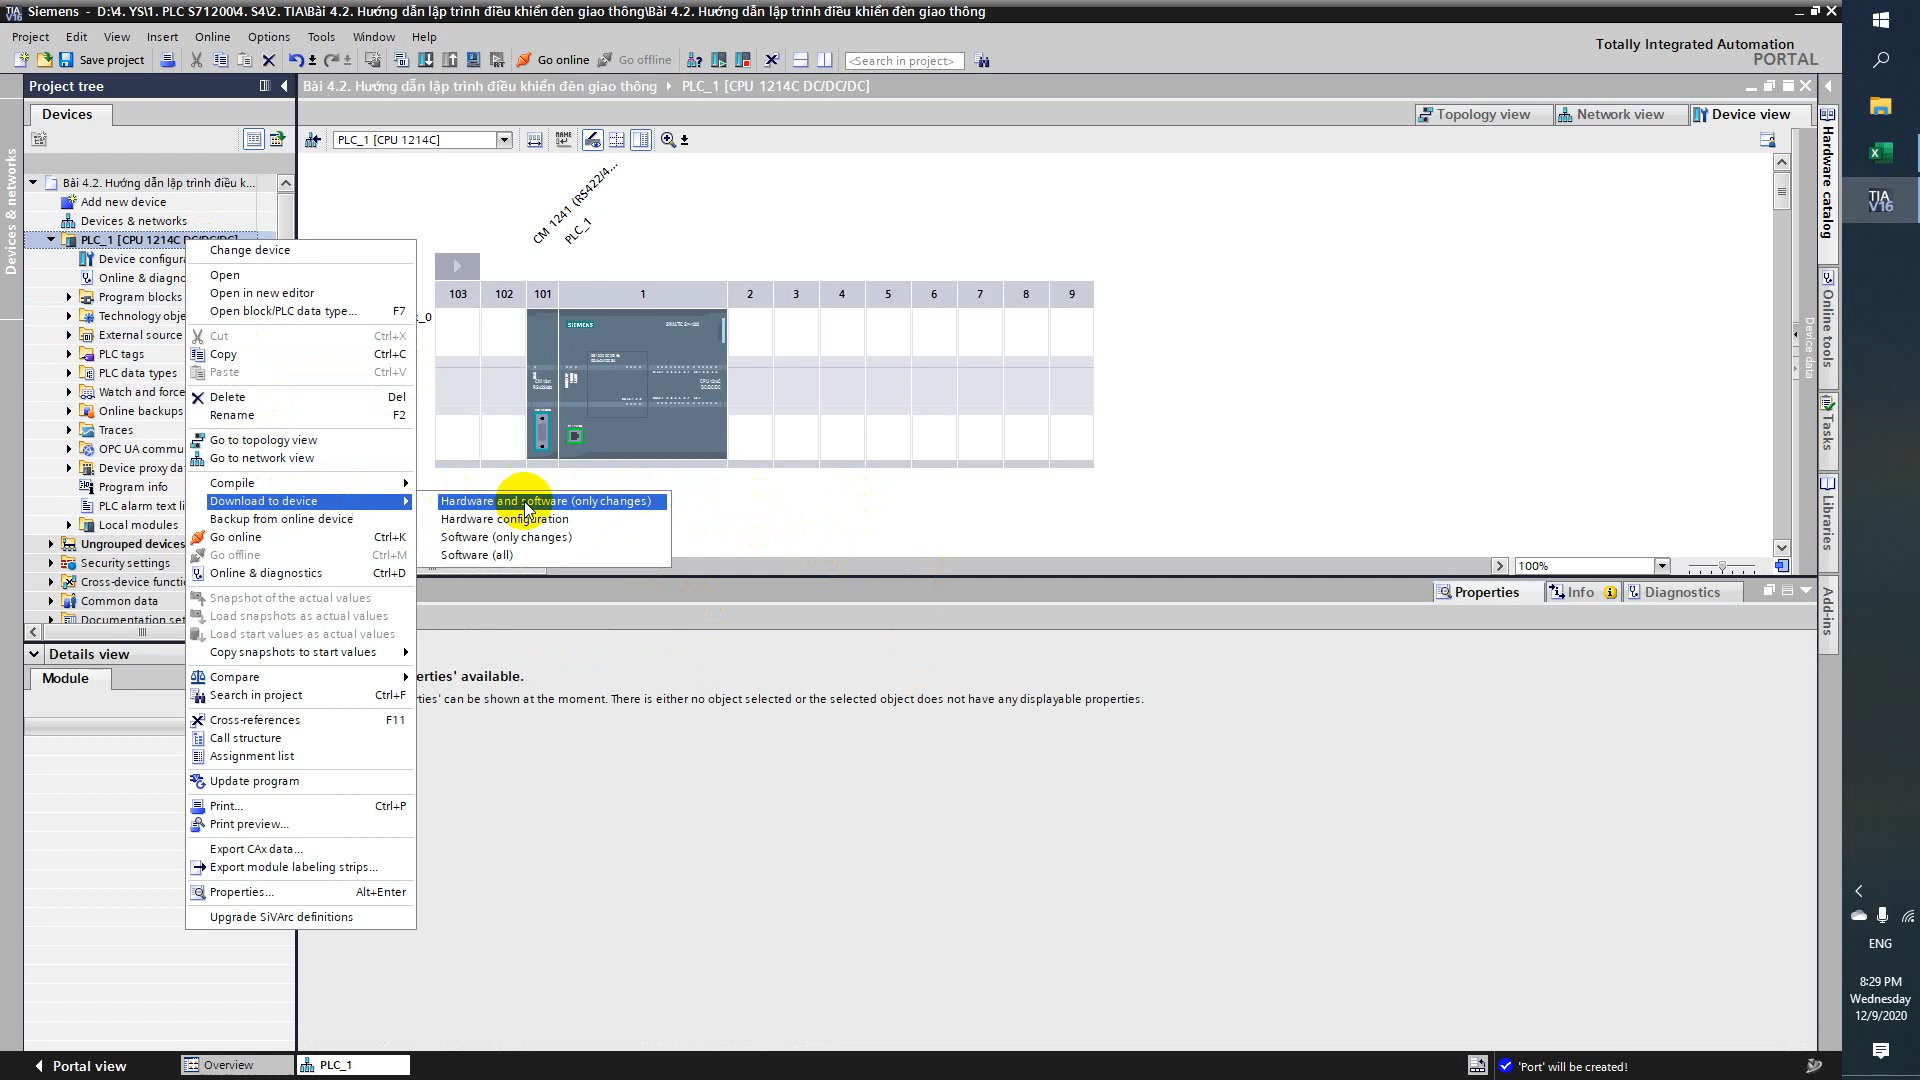 Siemens - D:\4. YS\1. PLC S71200\4. S4\2. TIA\Bài 4.2. Hướng dẫn lập trình điều khiển đèn giao thông\Bài 4.2. Hướng dẫn lập trình điều khiển đèn giao thông
Project Edit View Insert Online Options Tools Window Help
Totally Integrated Automation
PORTAL
Save project
Go online
Go offline
<Search in project>
Project tree
Bài 4.2. Hướng dẫn lập trình điều khiển đèn giao thông
PLC_1 [CPU 1214C DC/DC/DC]
Devices
Topology view
Network view
Device view
PLC_1 [CPU 1214C]
Devices & networks
Bài 4.2. Hướng dẫn lập trình điều k...
Add new device
Devices & networks
PLC_1 [CPU 1214C DC/DC/DC]
Device configura
Online & diagno
Program blocks
Technology obje
External source
PLC tags
PLC data types
Watch and force
Online backups
Traces
OPC UA commu
Device proxy da
Program info
PLC alarm text li
Local modules
Ungrouped devices
Security settings
Cross-device functi
Common data
Documentation set
Details view
Module
Change device
Open
Open in new editor
Open block/PLC data type... F7
Cut Ctrl+X
Copy Ctrl+C
Paste Ctrl+V
Delete Del
Rename F2
Go to topology view
Go to network view
Compile
Download to device
Backup from online device
Go online Ctrl+K
Go offline Ctrl+M
Online & diagnostics Ctrl+D
Snapshot of the actual values
Load snapshots as actual values
Load start values as actual values
Copy snapshots to start values
Compare
Search in project Ctrl+F
Cross-references F11
Call structure
Assignment list
Update program
Print... Ctrl+P
Print preview...
Export CAx data...
Export module labeling strips...
Properties... Alt+Enter
Upgrade SiVArc definitions
Hardware and software (only changes)
Hardware configuration
Software (only changes)
Software (all)
CM 1241 (RS422/4...
PLC_1
103 102 101 1 2 3 4 5 6 7 8 9
k_0
SIEMENS
CPU 1214C
DC/DC/DC
100%
Properties
Info
Diagnostics
erties' available.
ties' can be shown at the moment. There is either no object selected or the selected object does not have any displayable properties.
Device data
Hardware catalog
Online tools
Tasks
Libraries
Add-ins
Portal view
Overview
PLC_1
'Port' will be created!
TIA
V16
ENG
8:29 PM
Wednesday
12/9/2020